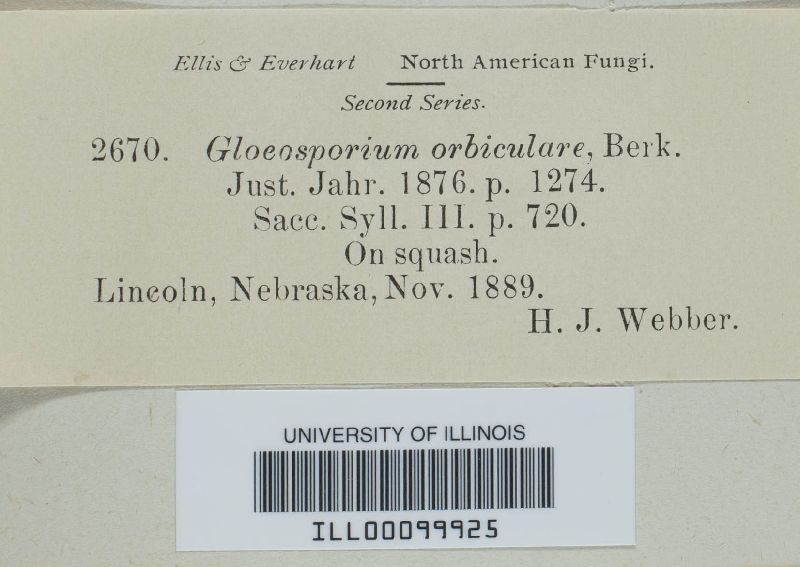 Ellis & Everhart North American Fungi.
Second Series.
2670. Gloeosporium orbiculare, Berk.
Just. Jahr. 1876. p. 1274.
Sacc. Syll. III. p. 720.
On squash.
Lincoln, Nebraska, Nov. 1889.
H. J. Webber.
UNIVERSITY OF ILLINOIS
ILL00099925